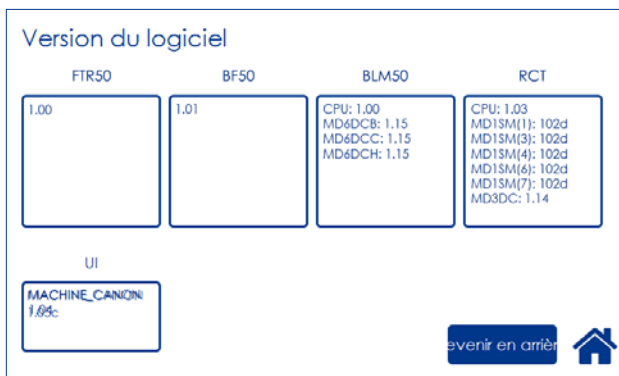 Version du logiciel
FTR50
BF50
BLM50
RCT
1.00
1.01
CPU: 1.00
MD6DCB: 1.15
MD6DCC: 1.15
MD6DCH: 1.15
CPU: 1.03
MD1SM(1): 102d
MD1SM(3): 102d
MD1SM(4): 102d
MD1SM(6): 102d
MD1SM(7): 102d
MD3DC: 1.14
UI
evenir en arrièr